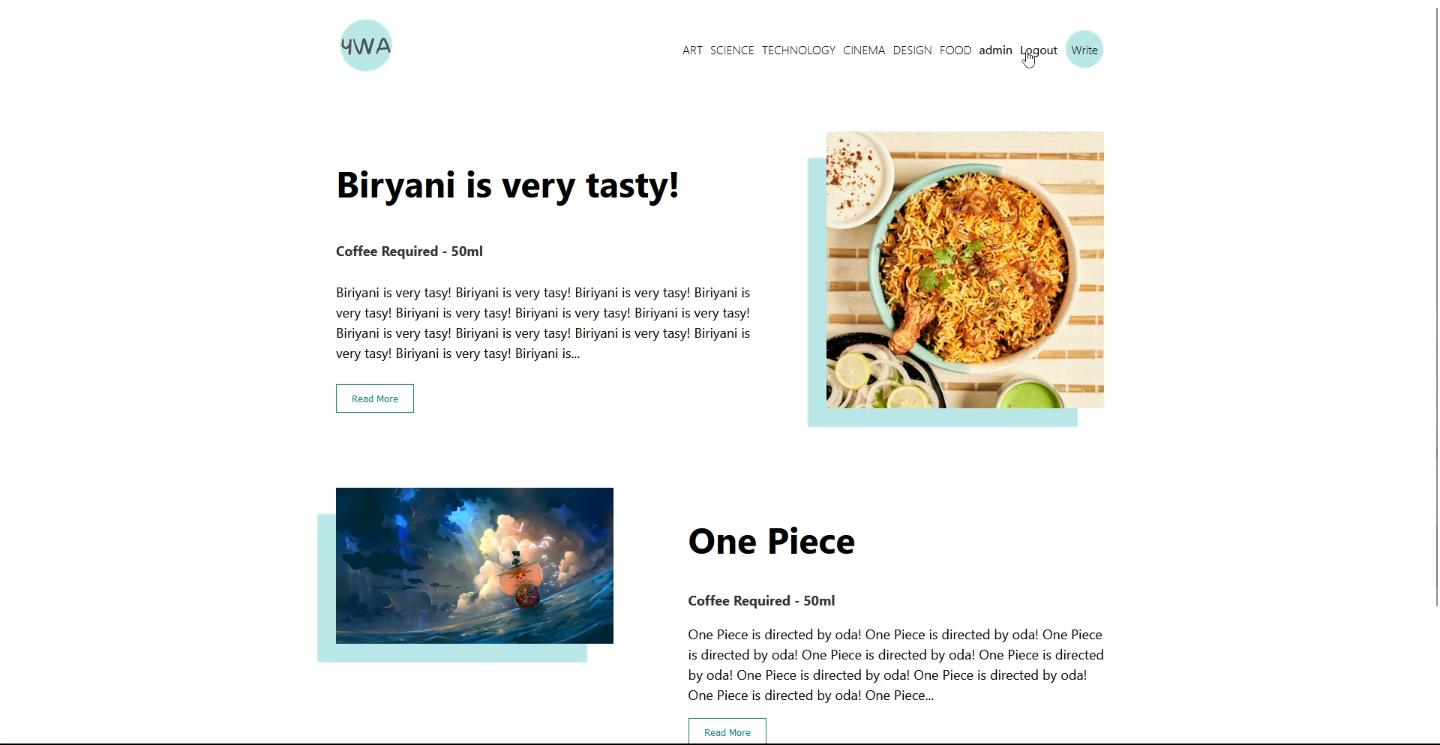 4WA
ART SCIENCE TECHNOLOGY CINEMA DESIGN FOOD admin Logout Write
Biryani is very tasty!
Coffee Required - 50ml
Biriyani is very tasy! Biriyani is very tasy! Biriyani is very tasy! Biriyani is
very tasy! Biriyani is very tasy! Biriyani is very tasy! Biriyani is very tasy!
Biriyani is very tasy! Biriyani is very tasy! Biriyani is very tasy! Biriyani is
very tasy! Biriyani is very tasy! Biriyani is...
Read More
One Piece
Coffee Required - 50ml
One Piece is directed by oda! One Piece is directed by oda! One Piece
is directed by oda! One Piece is directed by oda! One Piece is directed
by oda! One Piece is directed by oda! One Piece is directed by oda!
One Piece is directed by oda! One Piece...
Read More